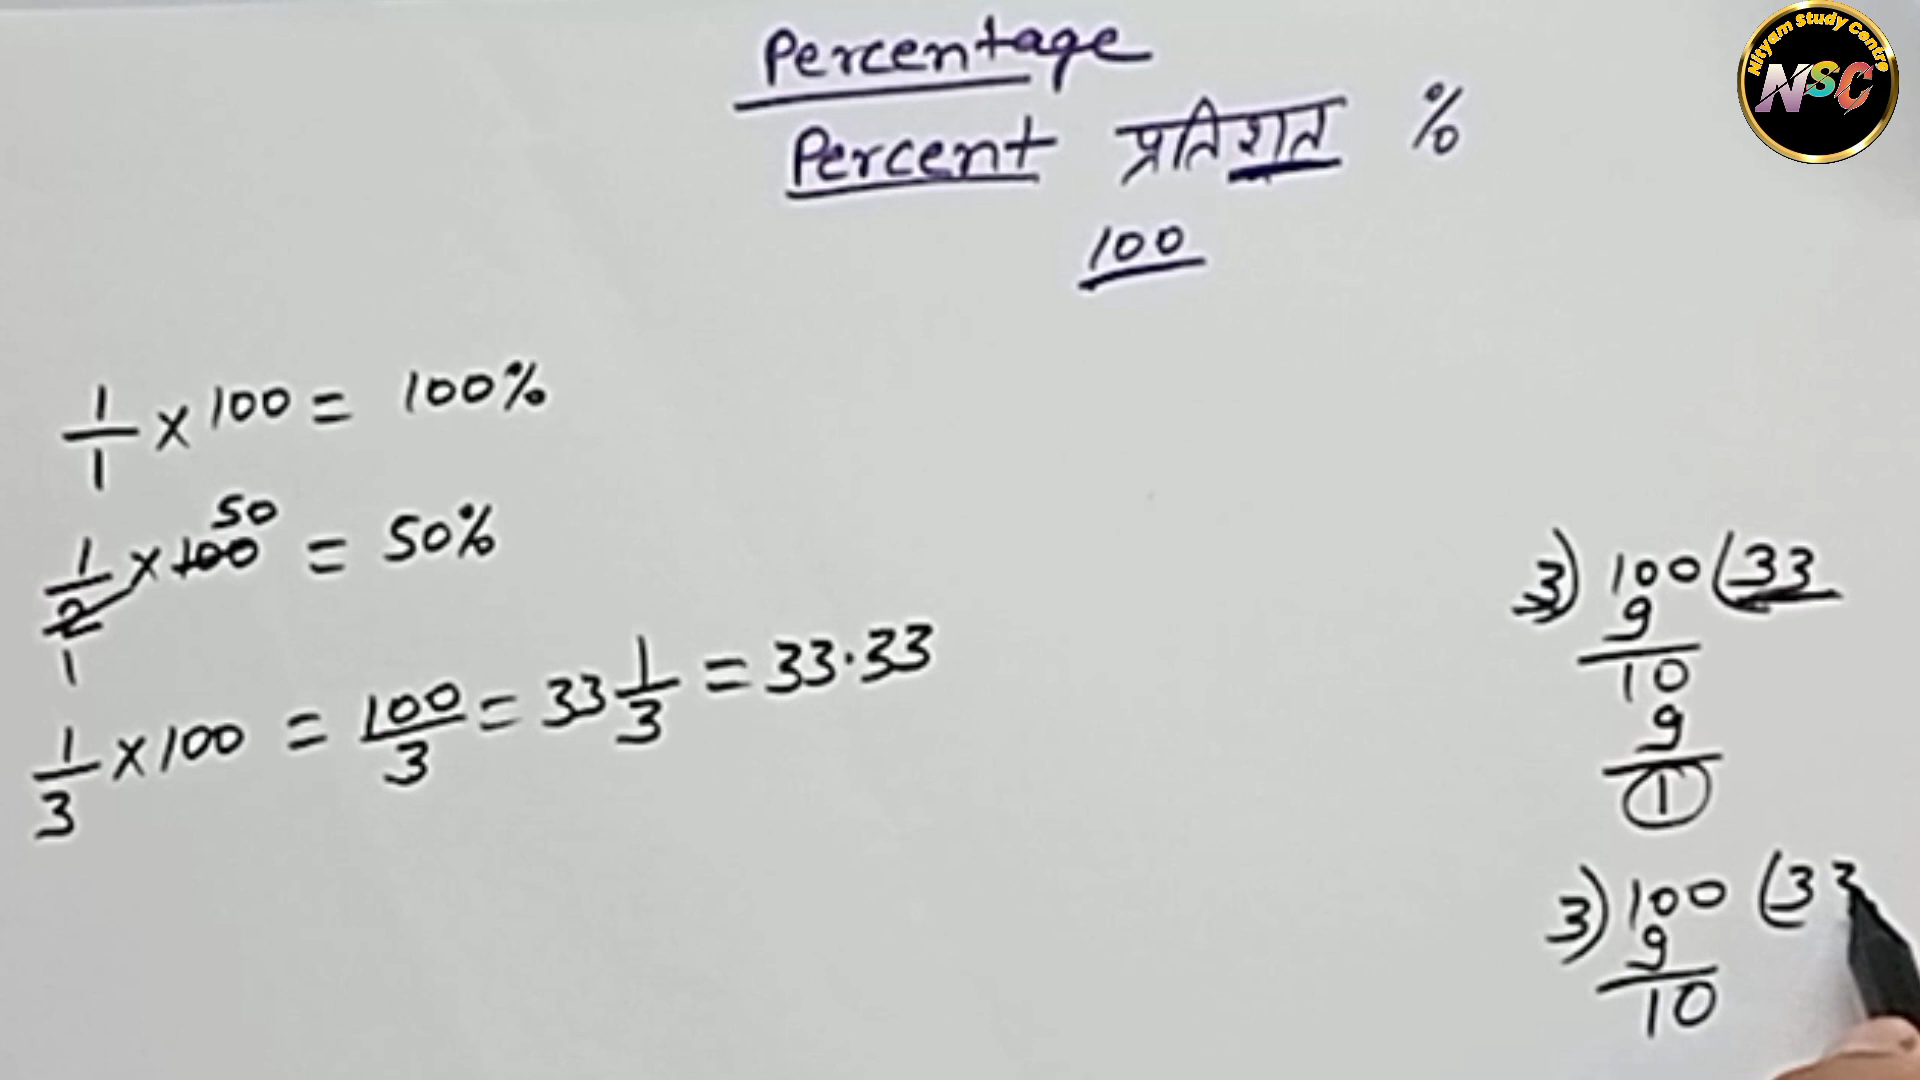 Percentage
Percent प्रतिशत %
100
1/1 × 100 = 100%
50
1/2 × 100 = 50%
1
1/3 × 100 = 100/3 = 33 1/3 = 33.33
3) 100 (33
9
10
9
1
3) 100 (33
9
10
Nityam Study Centre
NSC